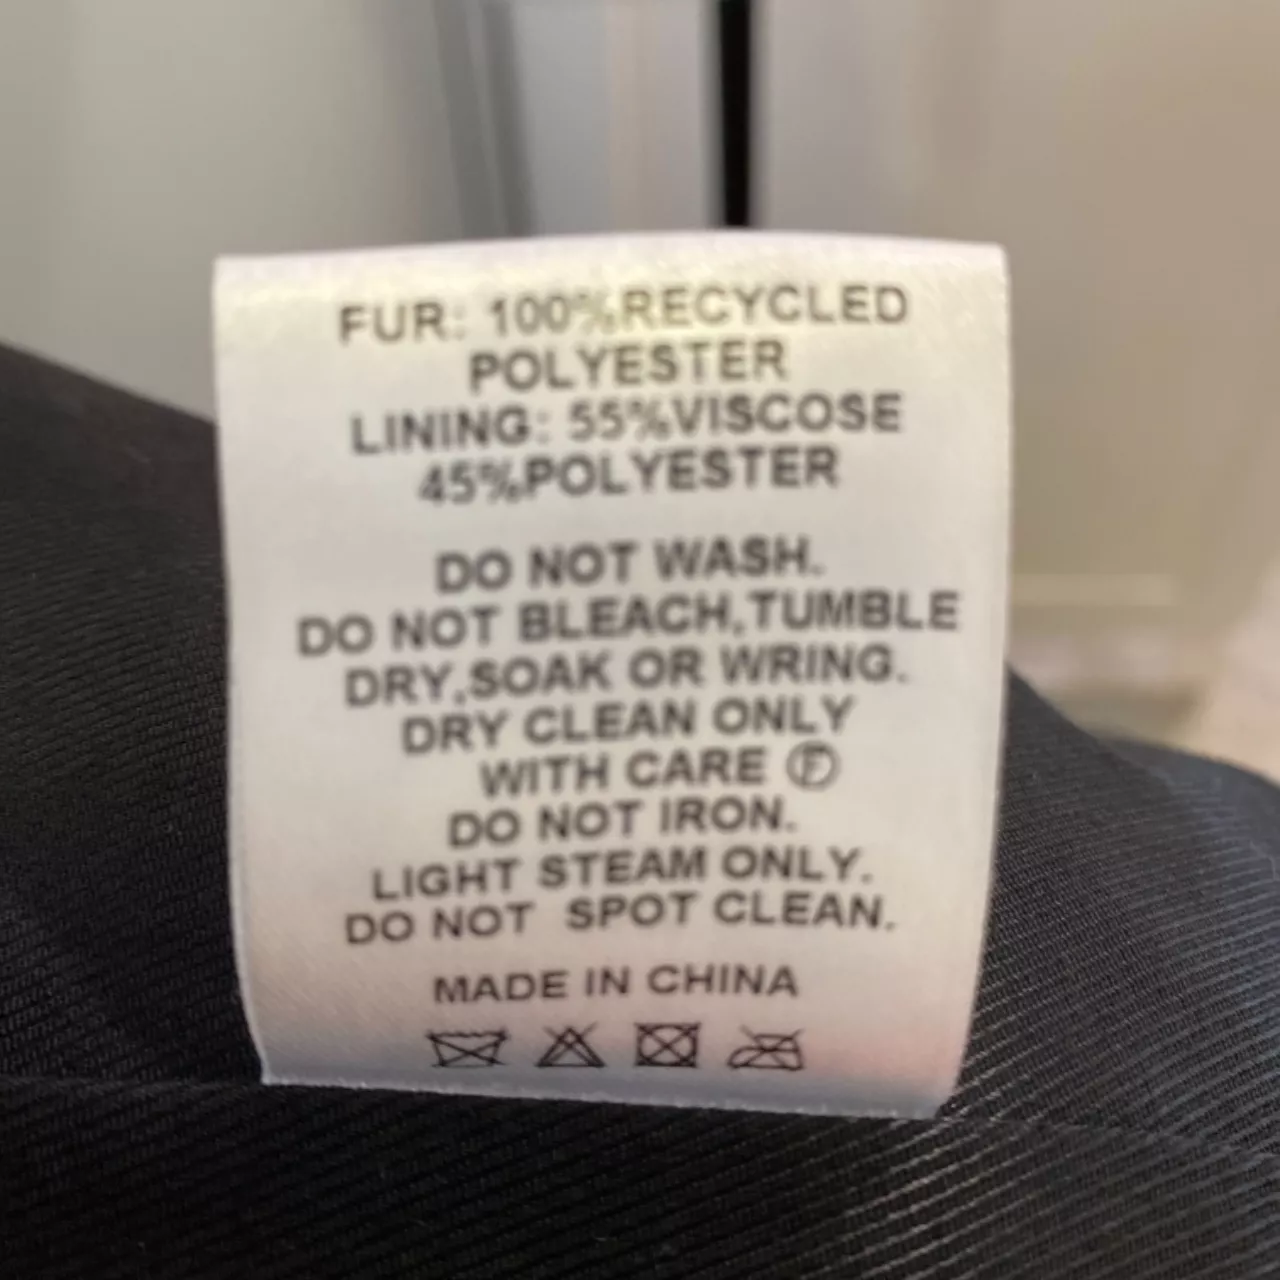 FUR: 100%RECYCLED
POLYESTER
LINING: 55%VISCOSE
45%POLYESTER
DO NOT WASH.
DO NOT BLEACH,TUMBLE
DRY,SOAK OR WRING.
DRY CLEAN ONLY
WITH CARE Ⓕ
DO NOT IRON.
LIGHT STEAM ONLY.
DO NOT SPOT CLEAN.
MADE IN CHINA